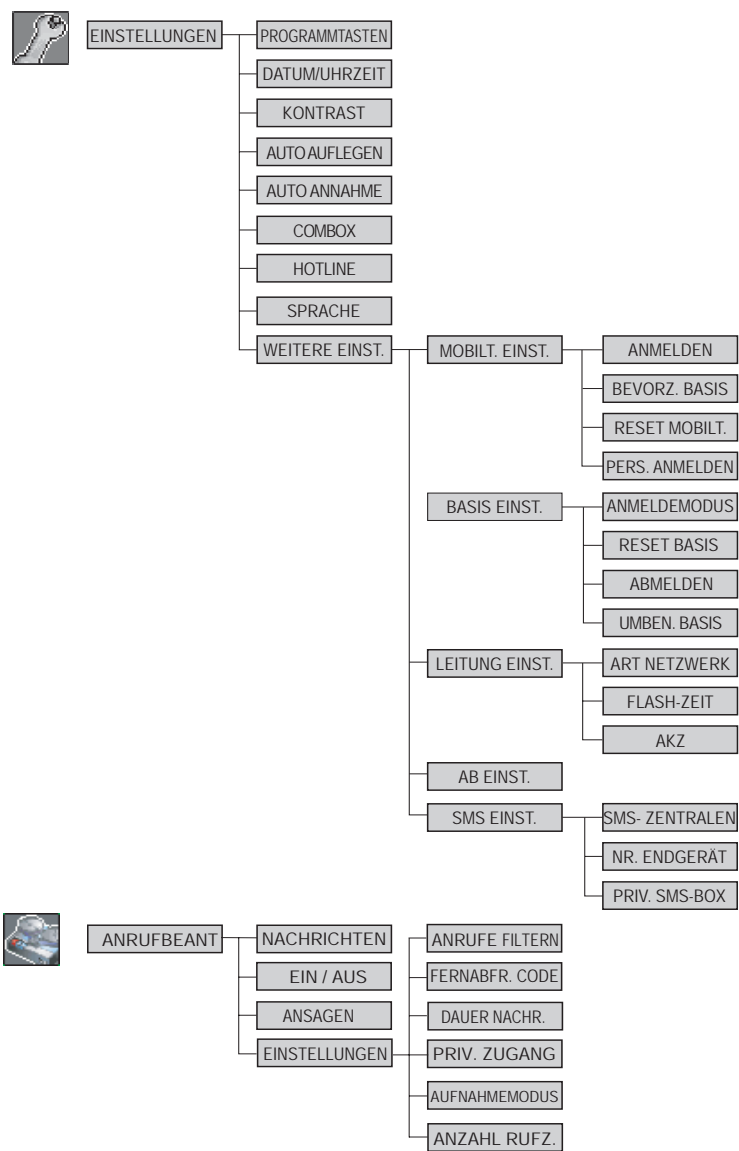 EINSTELLUNGEN
PROGRAMMTASTEN
DATUM/UHRZEIT
KONTRAST
AUTO AUFLEGEN
AUTO ANNAHME
COMBOX
HOTLINE
SPRACHE
WEITERE EINST.
MOBILT. EINST.
ANMELDEN
BEVORZ. BASIS
RESET MOBILT.
PERS. ANMELDEN
BASIS EINST.
ANMELDEMODUS
RESET BASIS
ABMELDEN
UMBEN. BASIS
LEITUNG EINST.
ART NETZWERK
FLASH-ZEIT
AKZ
AB EINST.
SMS EINST.
SMS- ZENTRALEN
NR. ENDGERÄT
PRIV. SMS-BOX
ANRUFBEANT
NACHRICHTEN
EIN / AUS
ANSAGEN
EINSTELLUNGEN
ANRUFE FILTERN
FERNABFR. CODE
DAUER NACHR.
PRIV. ZUGANG
AUFNAHMEMODUS
ANZAHL RUFZ.